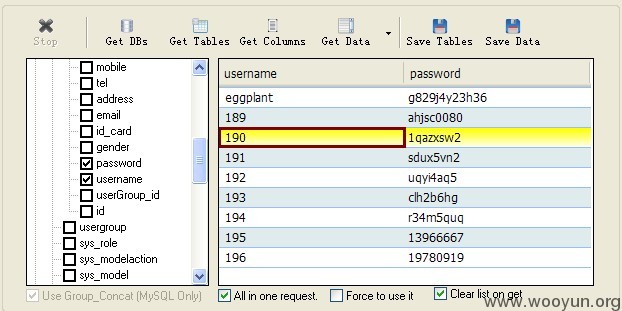 Stop
Get DBs
Get Tables
Get Columns
Get Data
Save Tables
Save Data
mobile
tel
address
email
id_card
gender
password
username
userGroup_id
id
usergroup
sys_role
sys_modelaction
sys_model
username password
eggplant g829j4y23h36
189 ahjsc0080
190 1qazxsw2
191 sdux5vn2
192 uqyi4aq5
193 clh2b6hg
194 r34m5quq
195 13966667
196 19780919
Use Group_Concat (MySQL Only)
All in one request.
Force to use it
Clear list on get
www.wooyun.org